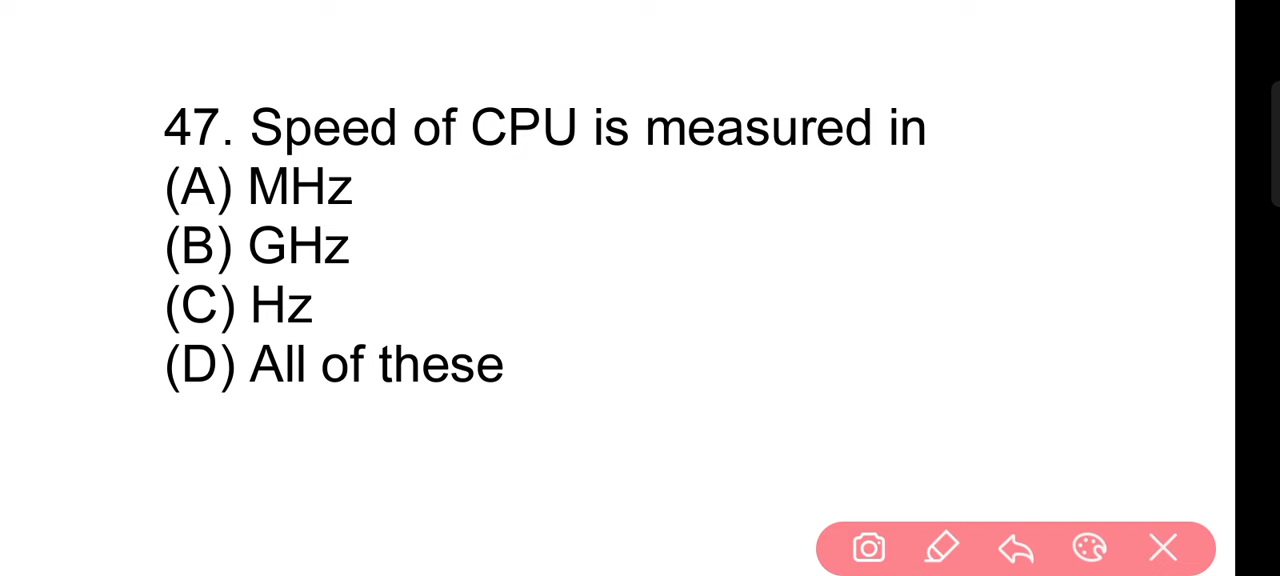 47. Speed of CPU is measured in
(A) MHz
(B) GHz
(C) Hz
(D) All of these